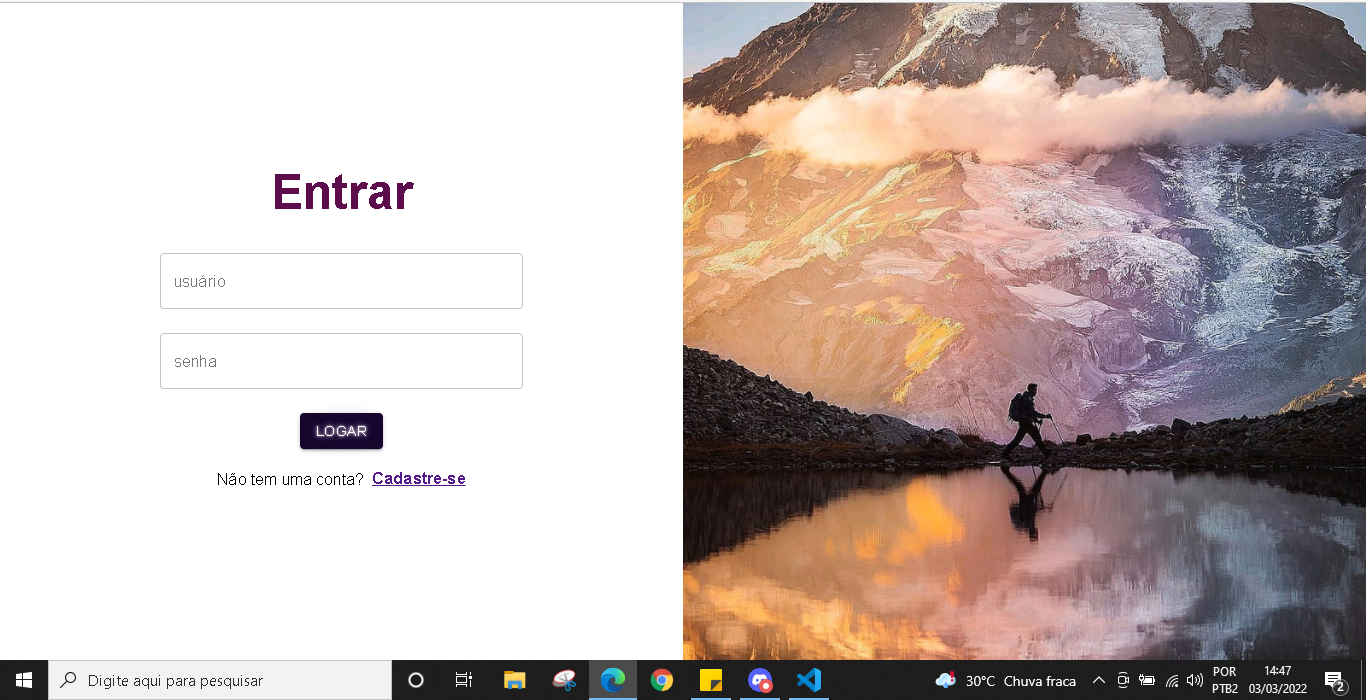 Entrar
usuário
senha
LOGAR
Não tem uma conta? Cadastre-se
Digite aqui para pesquisar
30°C Chuva fraca
POR
PTB2
14:47
03/03/2022
2